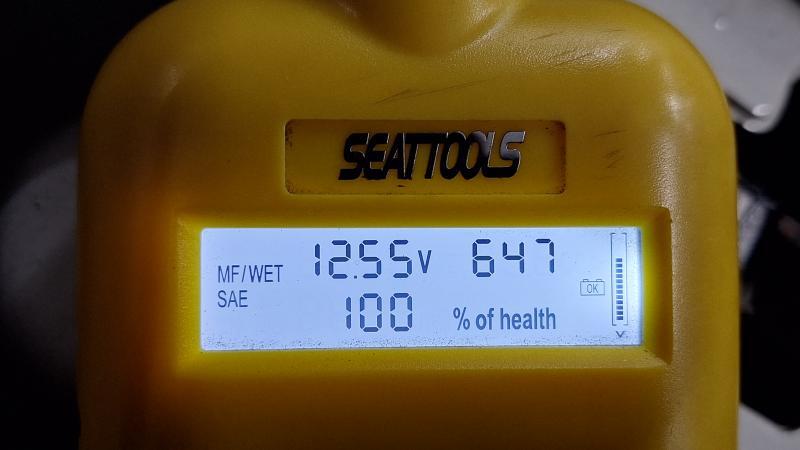 SEATTOOLS
MF/WET 12.55V 647
SAE 100 % of health
OK
V